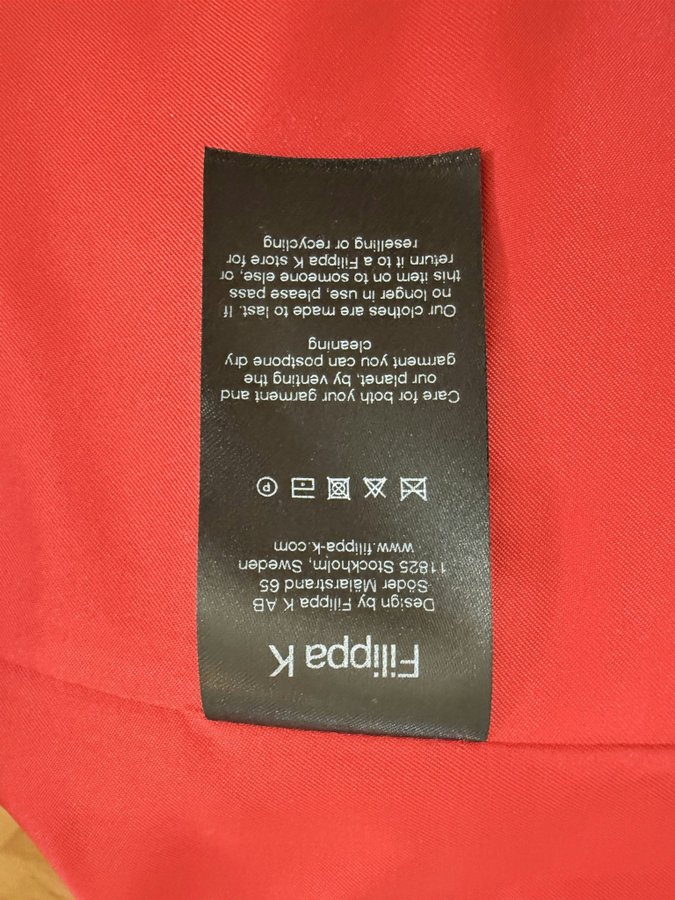 Filippa K
Design by Filippa K AB
Söder Mälarstrand 65
11825 Stockholm, Sweden
www.filippa-k.com
P
Care for both your garment and
our planet, by venting the
garment you can postpone dry
cleaning
Our clothes are made to last. If
no longer in use, please pass
this item on to someone else, or
return it to a Filippa K store for
reselling or recycling